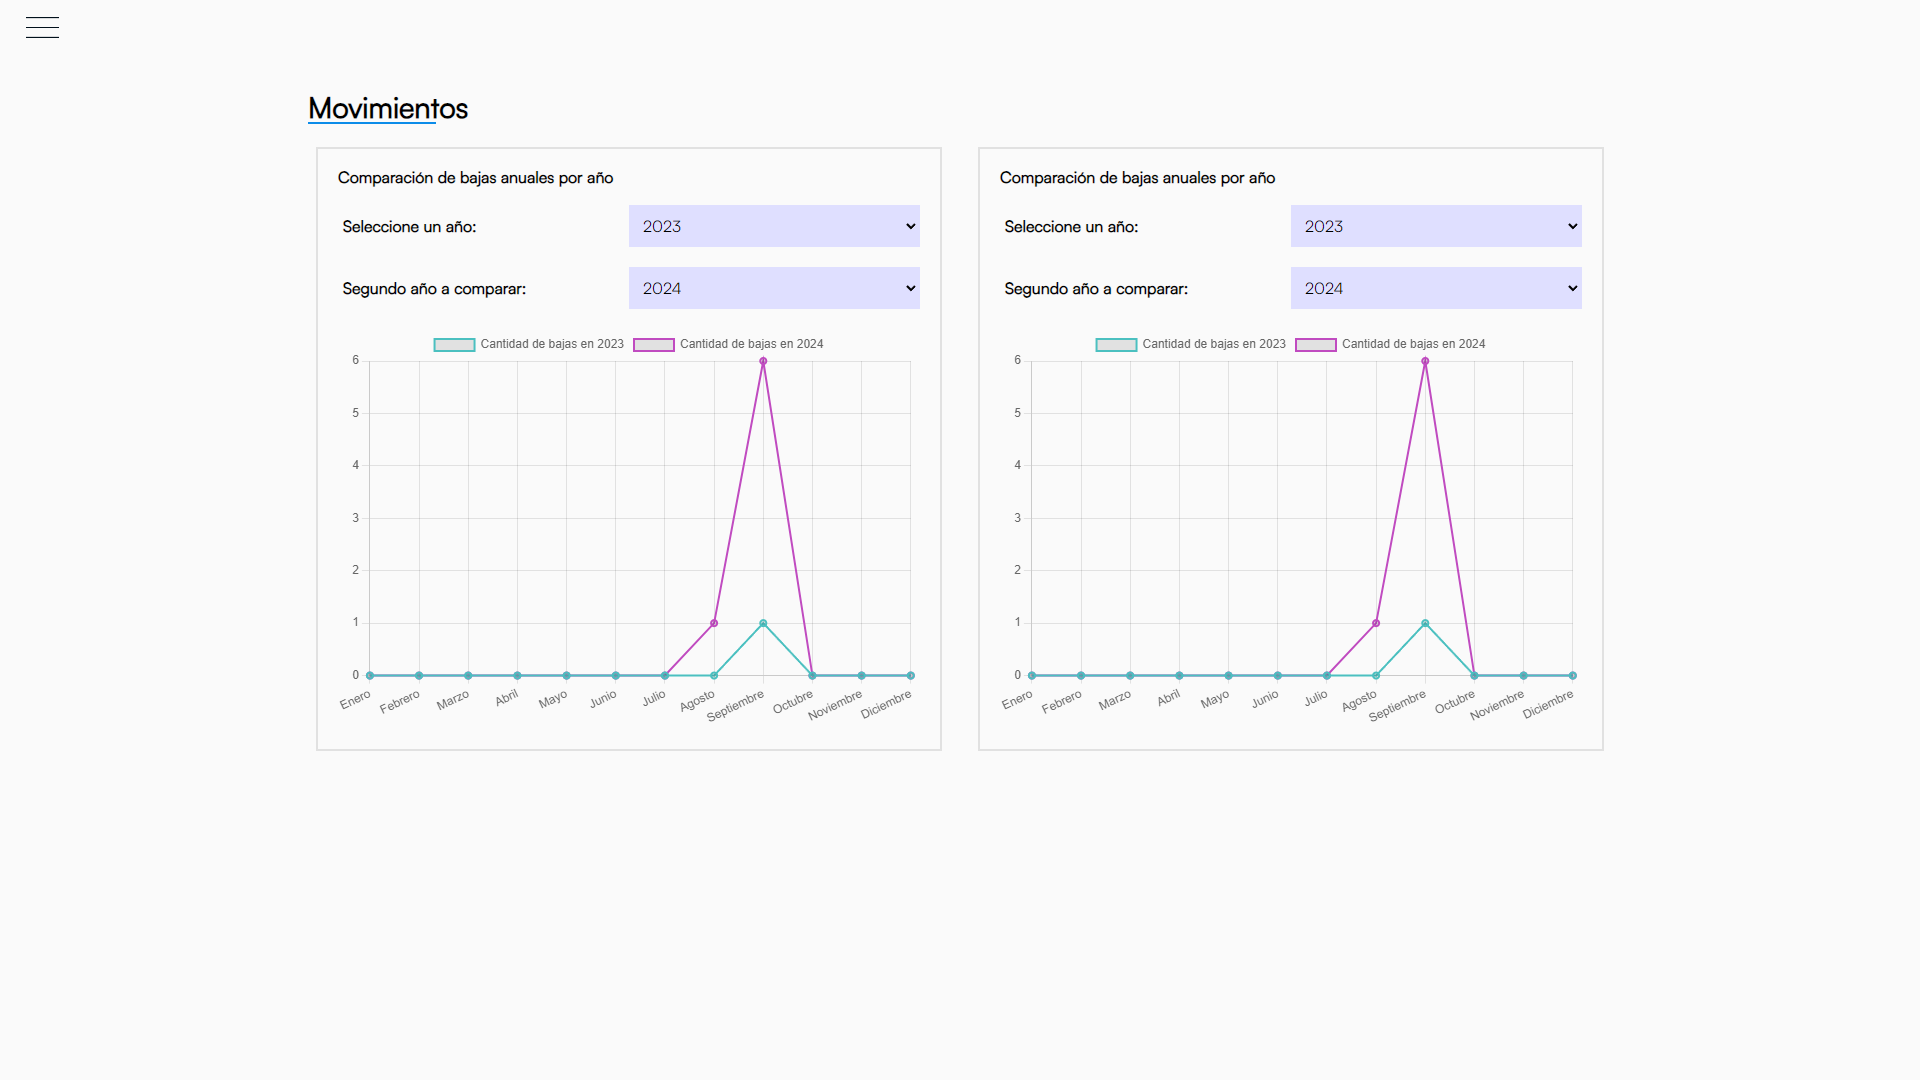 Movimientos
Comparación de bajas anuales por año
Seleccione un año: 2023
Segundo año a comparar: 2024
Cantidad de bajas en 2023 Cantidad de bajas en 2024
6
5
4
3
2
1
0
Enero Febrero Marzo Abril Mayo Junio Julio Agosto Septiembre Octubre Noviembre Diciembre
Comparación de bajas anuales por año
Seleccione un año: 2023
Segundo año a comparar: 2024
Cantidad de bajas en 2023 Cantidad de bajas en 2024
6
5
4
3
2
1
0
Enero Febrero Marzo Abril Mayo Junio Julio Agosto Septiembre Octubre Noviembre Diciembre